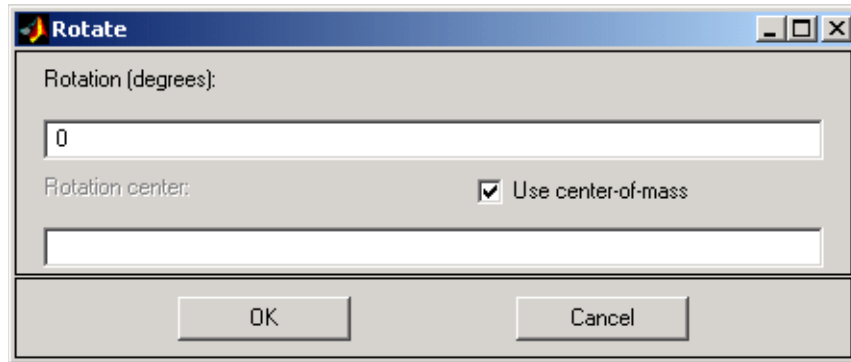 Rotate
Rotation (degrees):
0
Rotation center:
Use center-of-mass
OK
Cancel